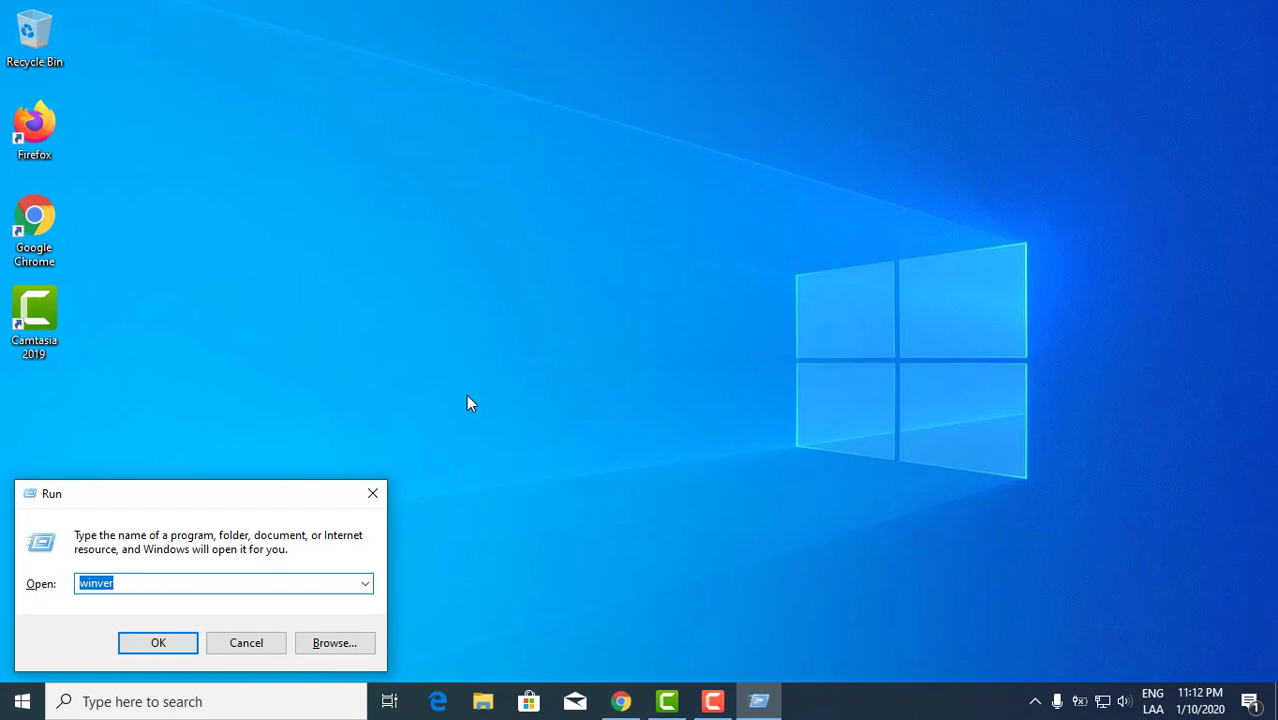 Recycle Bin
Firefox
Google
Chrome
Camtasia
2019
Run
Type the name of a program, folder, document, or Internet
resource, and Windows will open it for you.
Open:
winver
OK
Cancel
Browse...
Type here to search
ENG
LAA
11:12 PM
1/10/2020
1